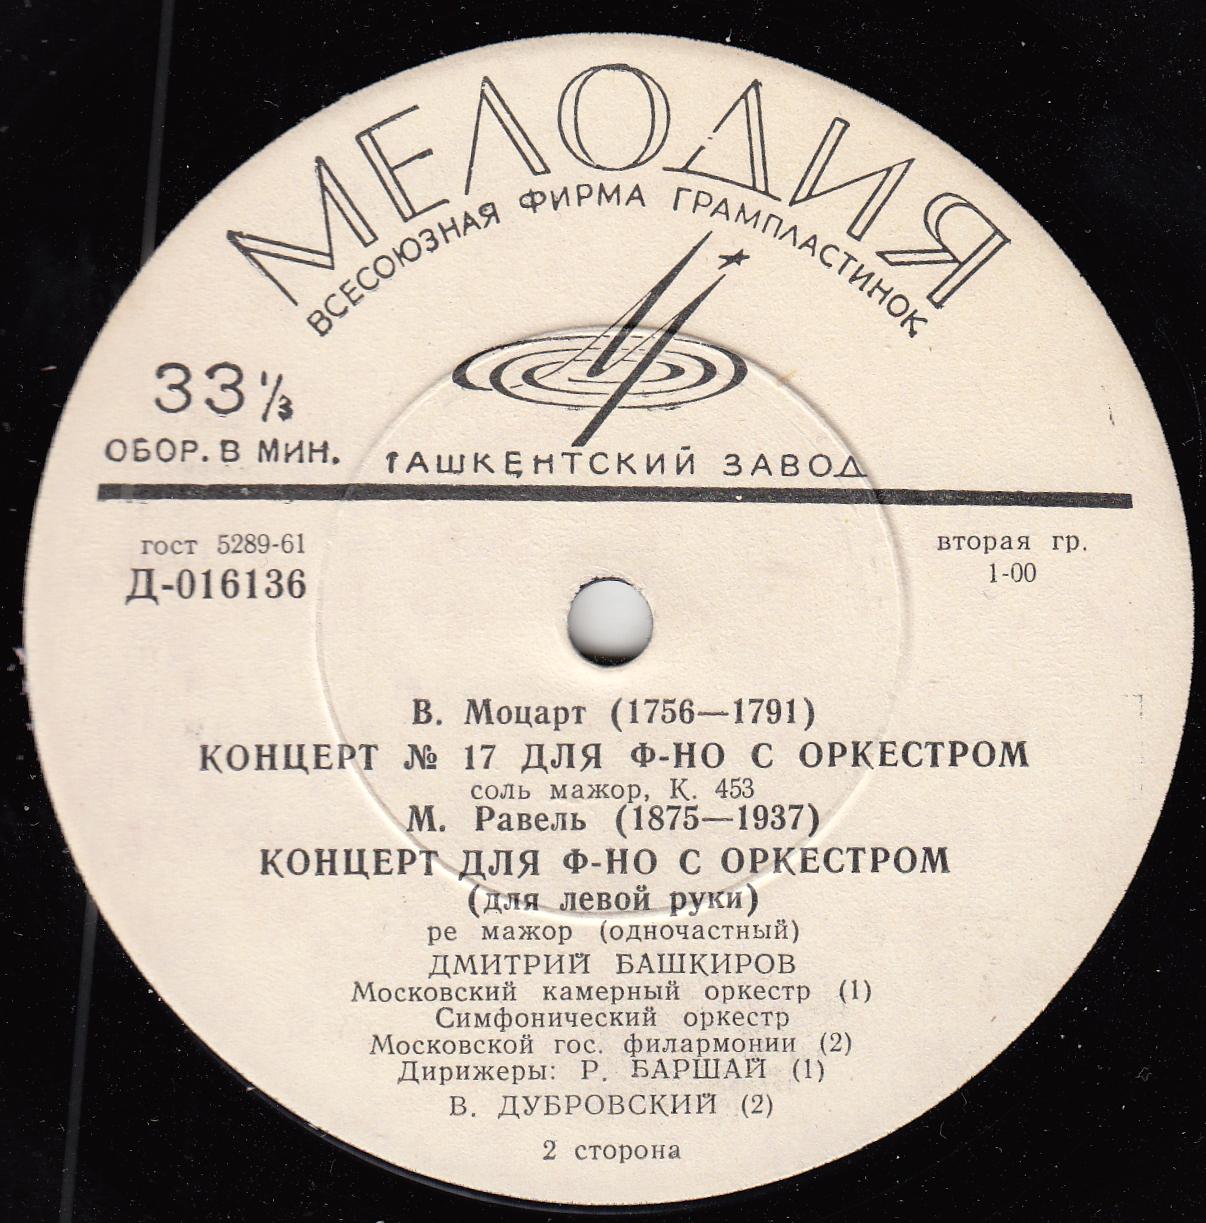 МЕЛОДИЯ
ВСЕСОЮЗНАЯ ФИРМА ГРАМПЛАСТИНОК
33 1/3
ОБОР. В МИН.
ТАШКЕНТСКИЙ ЗАВОД
гост 5289-61
Д-016136
вторая гр.
1-00
В. Моцарт (1756—1791)
КОНЦЕРТ № 17 ДЛЯ Ф-НО С ОРКЕСТРОМ
соль мажор, К. 453
М. Равель (1875—1937)
КОНЦЕРТ ДЛЯ Ф-НО С ОРКЕСТРОМ
(для левой руки)
ре мажор (одночастный)
ДМИТРИЙ БАШКИРОВ
Московский камерный оркестр (1)
Симфонический оркестр
Московской гос. филармонии (2)
Дирижеры: Р. БАРШАЙ (1)
В. ДУБРОВСКИЙ (2)
2 сторона